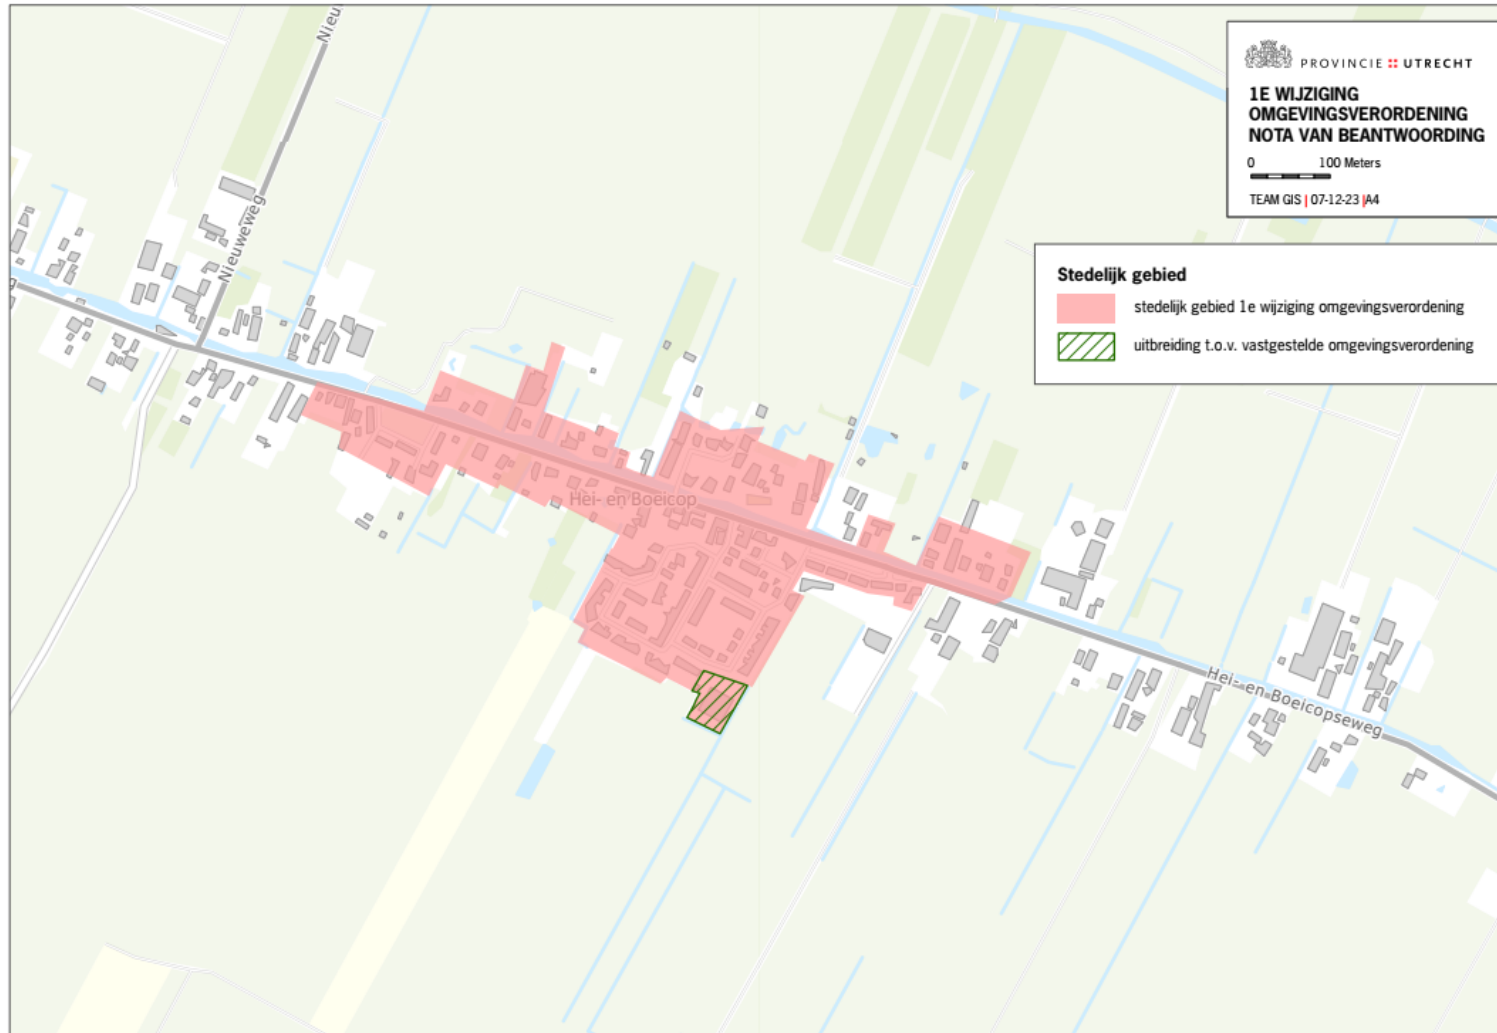 Nieu
PROVINCIE UTRECHT
1E WIJZIGING
OMGEVINGSVERORDENING
NOTA VAN BEANTWOORDING
0 100 Meters
TEAM GIS | 07-12-23 | A4
Nieuweweg
Stedelijk gebied
stedelijk gebied 1e wijziging omgevingsverordening
uitbreiding t.o.v. vastgestelde omgevingsverordening
Hei- en Boeicop
Hei- en Boeicopseweg